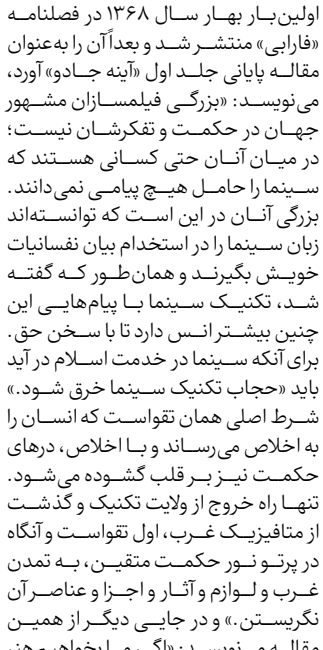 اولین‌بار بهار سال ۱۳۶۸ در فصلنامه
«فارابی» منتشر شد و بعداً آن را به‌عنوان
مقاله پایانی جلد اول «آینه جادو» آورد،
می‌نویسد: «بزرگی فیلمسازان مشهور
جهان در حکمت و تفکرشان نیست؛
در میان آنان حتی کسانی هستند که
سینما را حامل هیچ پیامی نمی‌دانند.
بزرگی آنان در این است که توانسته‌اند
زبان سینما را در استخدام بیان نفسانیات
خویش بگیرند و همان‌طور که گفته
شد، تکنیک سینما با پیام‌هایی این
چنین بیشتر انس دارد تا با سخن حق.
برای آنکه سینما در خدمت اسلام در آید
باید «حجاب تکنیک سینما خرق شود.»
شرط اصلی همان تقواست که انسان را
به اخلاص می‌رساند و با اخلاص، درهای
حکمت نیز بر قلب گشوده می‌شود.
تنها راه خروج از ولایت تکنیک و گذشت
از متافیزیک غرب، اول تقواست و آنگاه
در پرتو نور حکمت متقین، به تمدن
غرب و لوازم و آثار و اجزا و عناصر آن
نگریستن.» و در جایی دیگر از همین
مقاله می‌نویسد: «اگر ما بخواهیم هنر